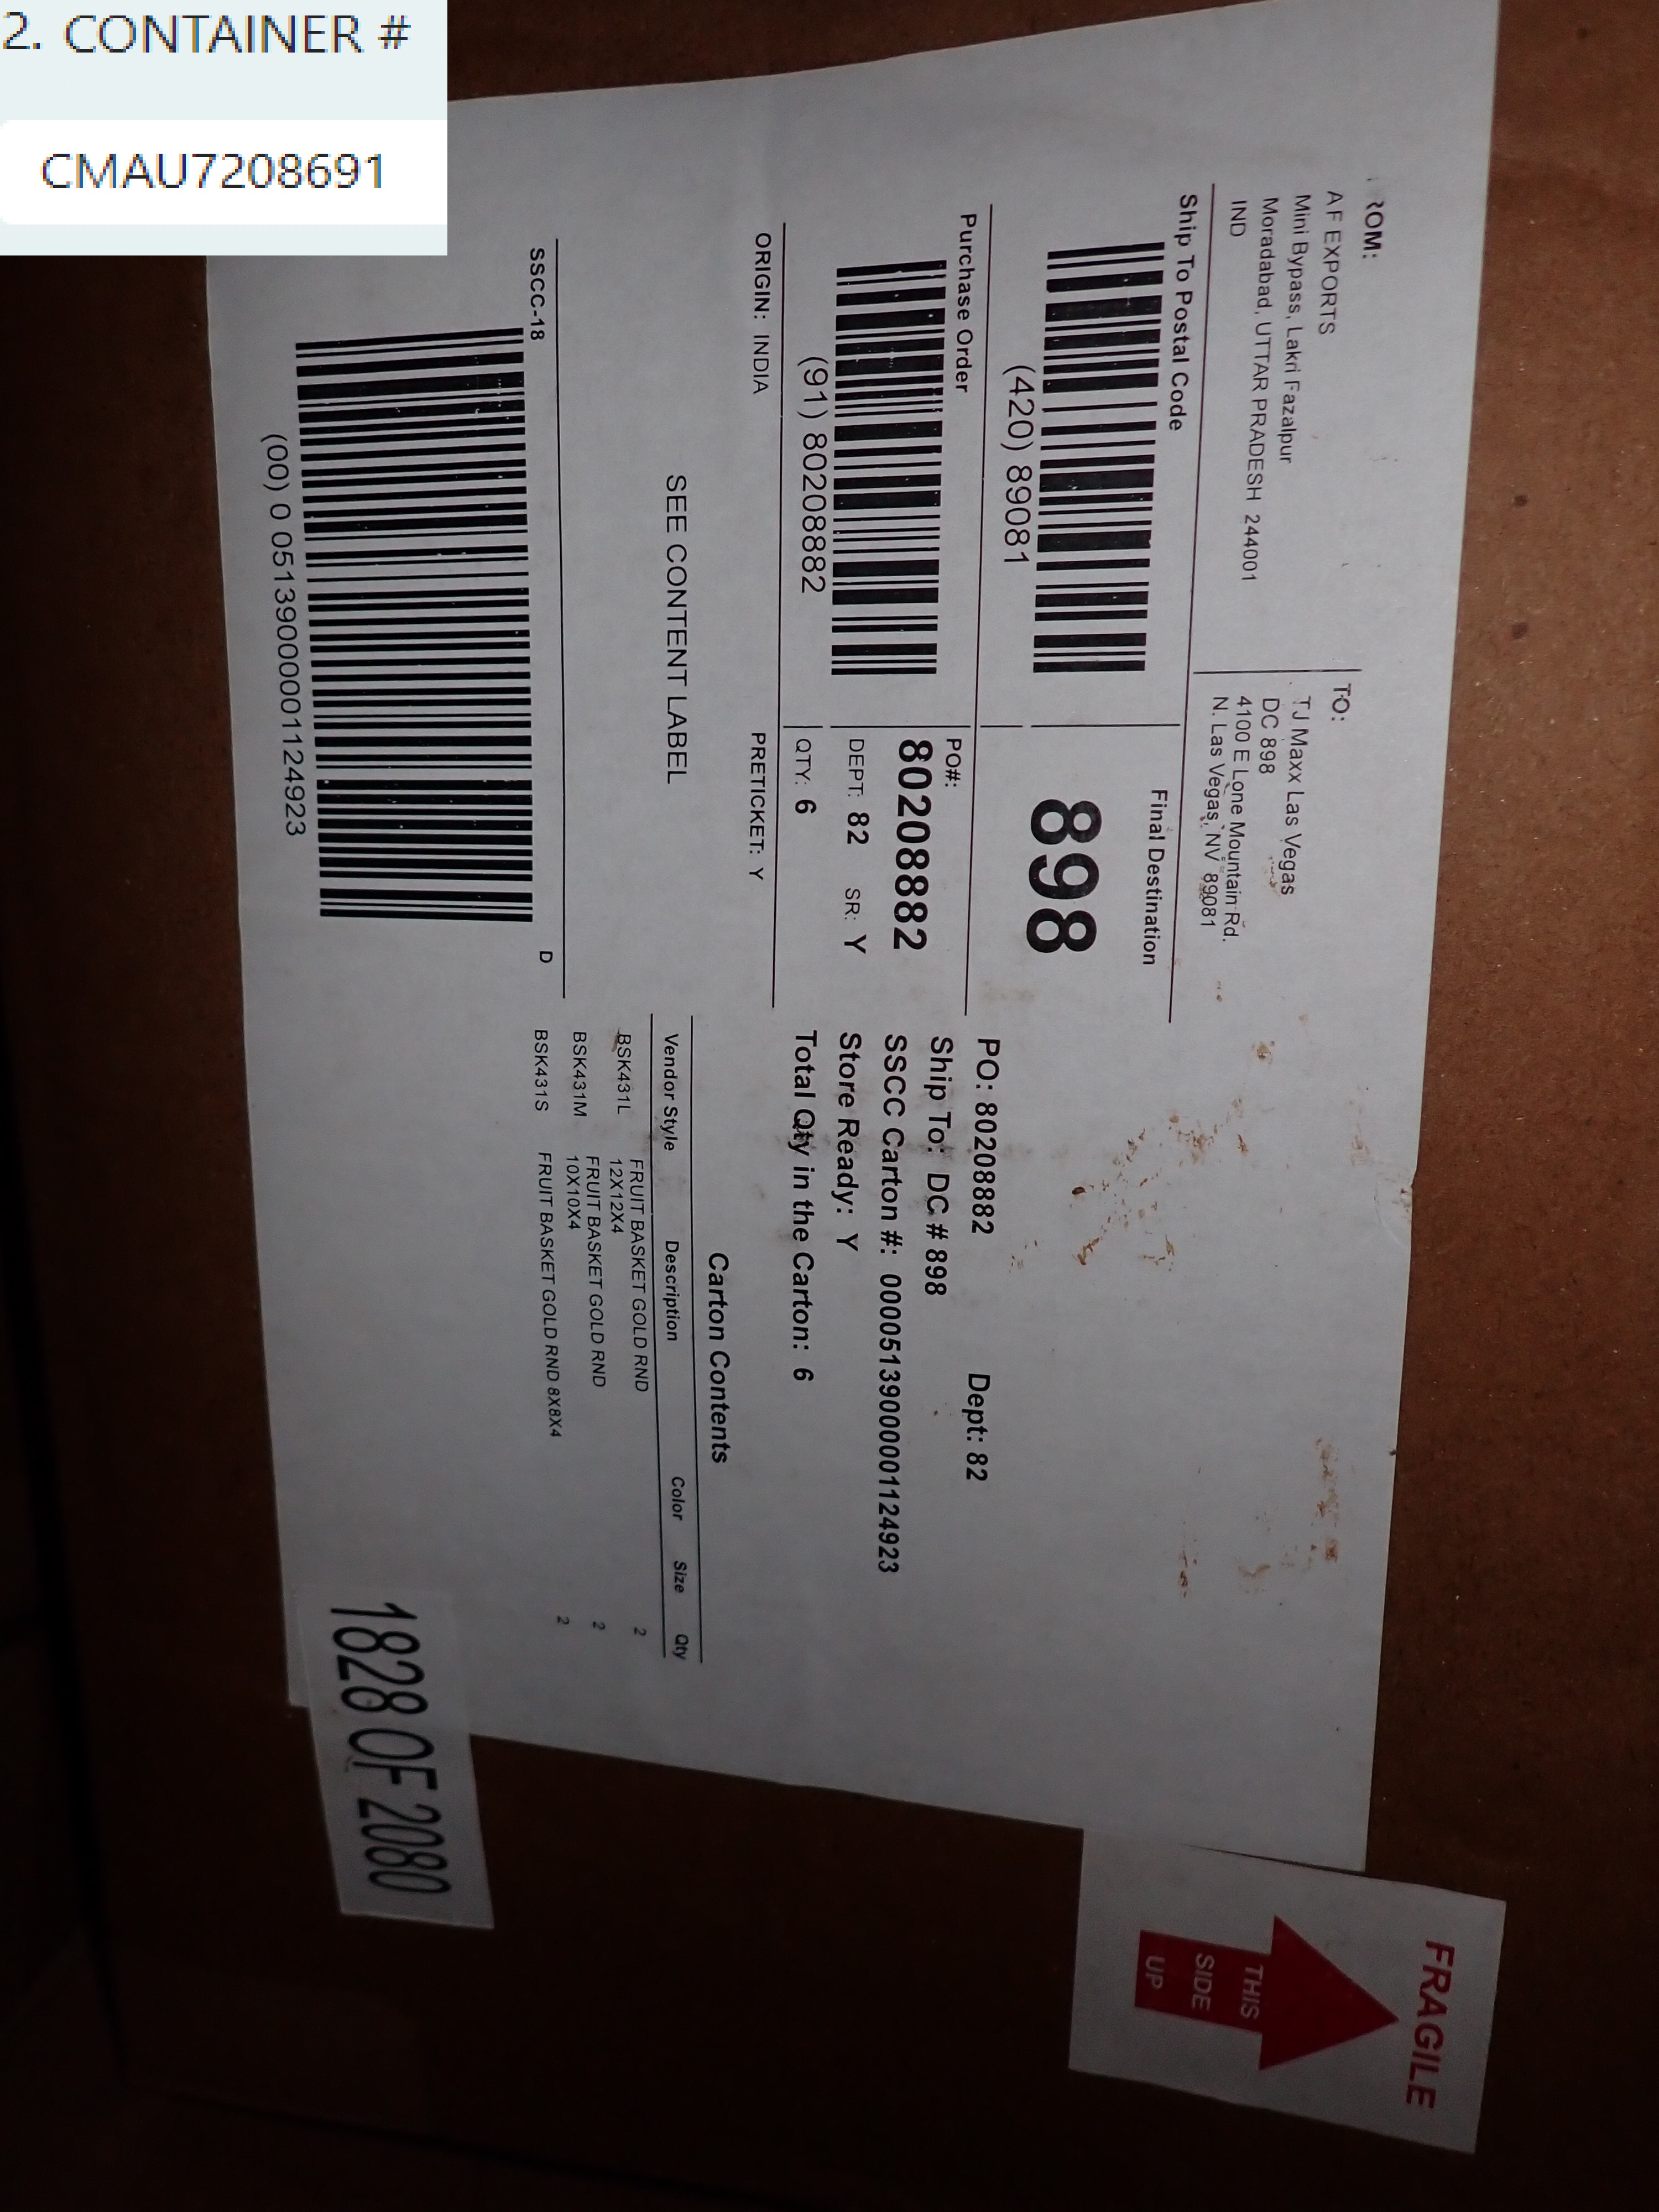 2. CONTAINER #
CMAU7208691
ROM:
A F EXPORTS
Mini Bypass, Lakri Fazalpur
Moradabad, UTTAR PRADESH 244001
IND
TO:
TJ Maxx Las Vegas
DC 898
4100 E Lone Mountain Rd.
N. Las Vegas, NV 89081
Ship To Postal Code
(420) 89081
Final Destination
898
Purchase Order
(91) 80208882
PO#:
80208882
DEPT: 82 SR: Y
QTY: 6
ORIGIN: INDIA
PRETICKET: Y
SEE CONTENT LABEL
SSCC-18
D
(00) 0 05139000001124923
PO: 80208882 Dept: 82
Ship To: DC # 898
SSCC Carton #: 00005139000001124923
Store Ready: Y
Total Qty in the Carton: 6
Carton Contents
Vendor Style Description Color Size Qty
BSK431L FRUIT BASKET GOLD RND 2
12X12X4
BSK431M FRUIT BASKET GOLD RND 2
10X10X4
BSK431S FRUIT BASKET GOLD RND 8X8X4 2
1828 OF 2080
FRAGILE
THIS
SIDE
UP